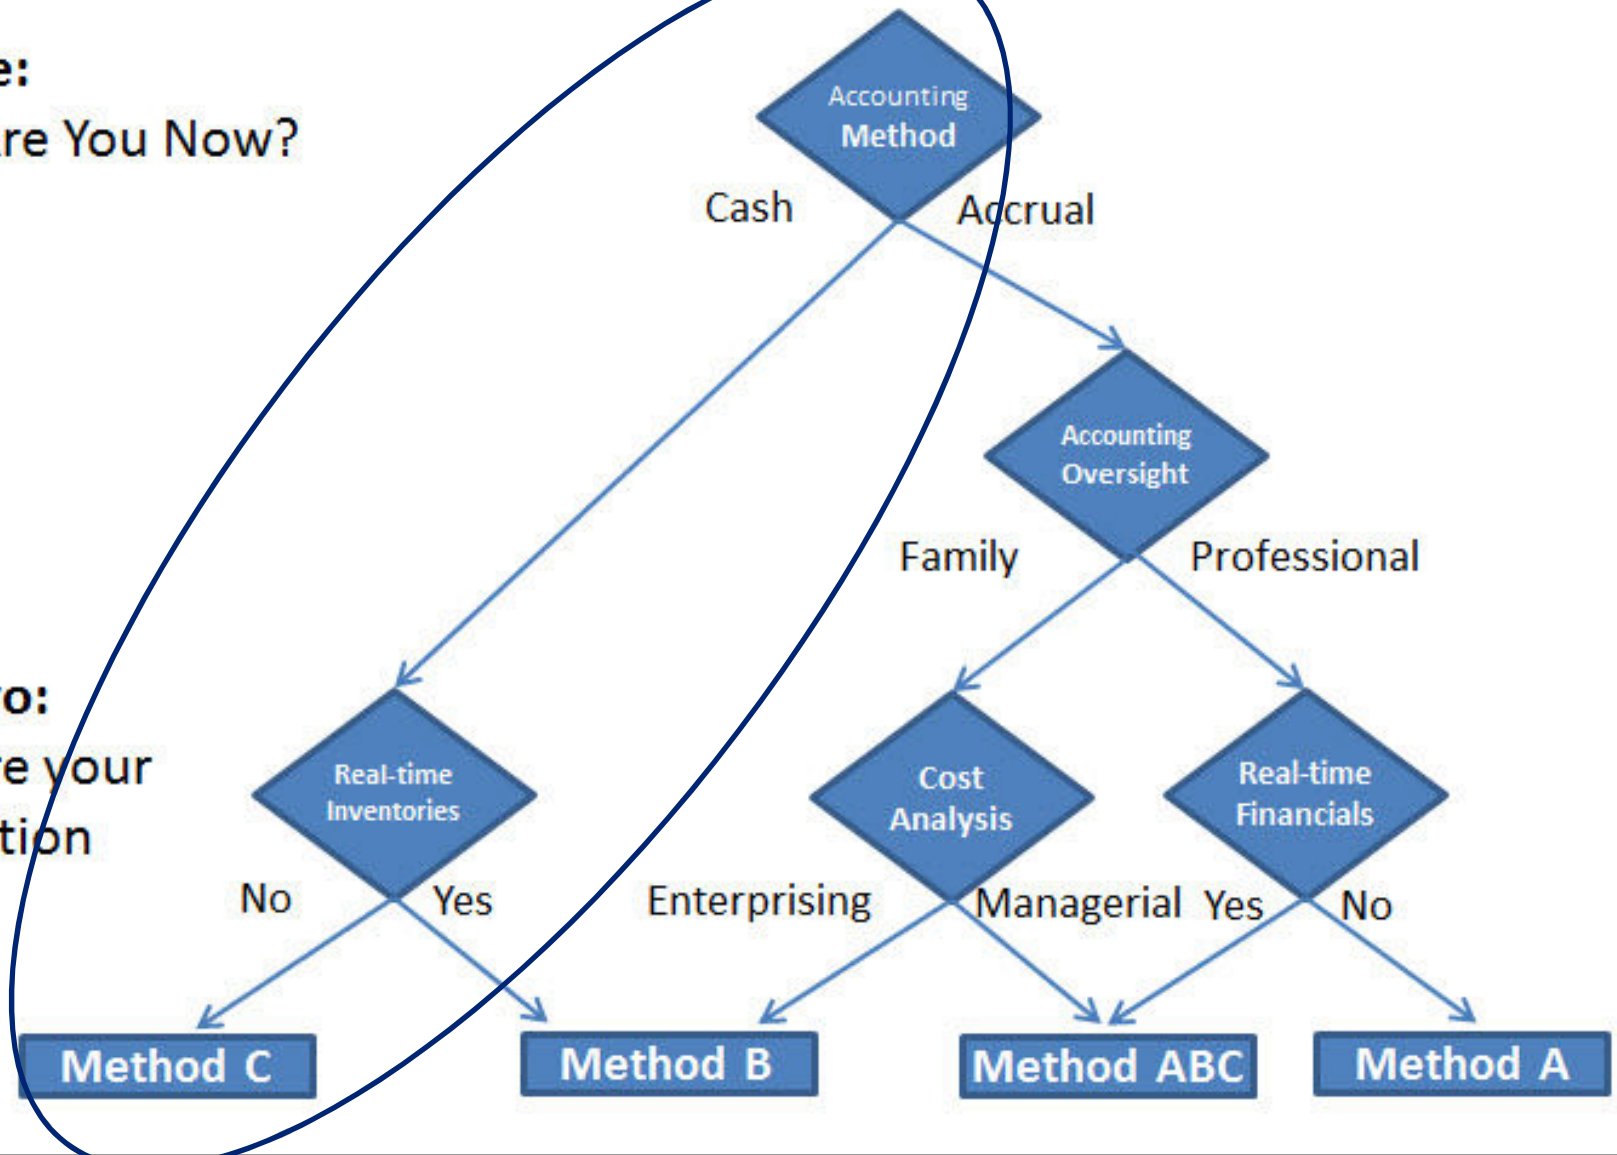 e:
re You Now?
Accounting
Method
Cash
Accrual
Accounting
Oversight
Family
Professional
o:
e your
tion
Real-time
Inventories
Cost
Analysis
Real-time
Financials
No
Yes
Enterprising
Managerial
Yes
No
Method C
Method B
Method ABC
Method A